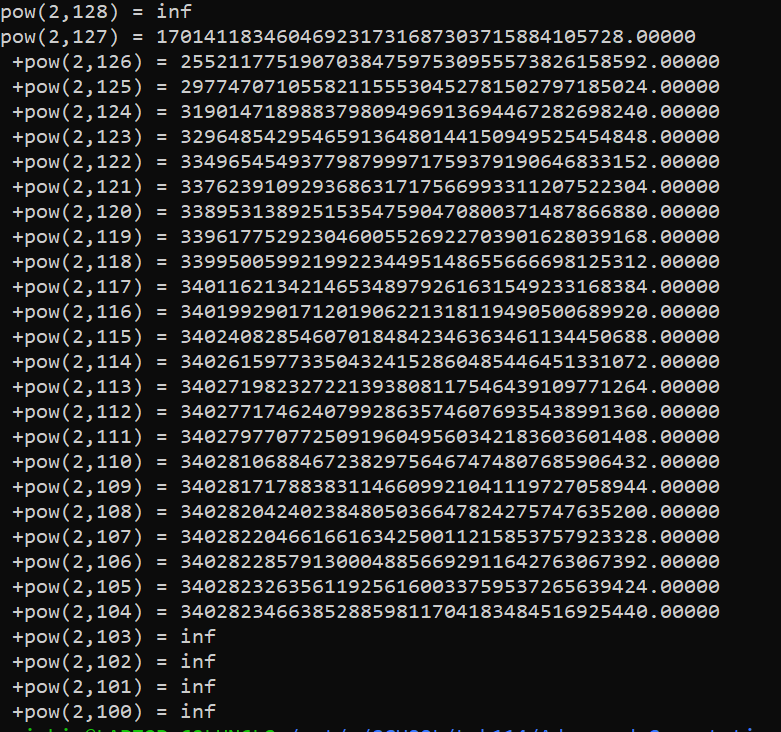 pow(2,128) = inf
pow(2,127) = 170141183460469231731687303715884105728.00000
+pow(2,126) = 255211775190703847597530955573826158592.00000
+pow(2,125) = 297747071055821155530452781502797185024.00000
+pow(2,124) = 319014718988379809496913694467282698240.00000
+pow(2,123) = 329648542954659136480144150949525454848.00000
+pow(2,122) = 334965454937798799971759379190646833152.00000
+pow(2,121) = 337623910929368631717566993311207522304.00000
+pow(2,120) = 338953138925153547590470800371487866880.00000
+pow(2,119) = 339617752923046005526922703901628039168.00000
+pow(2,118) = 339950059921992234495148655666698125312.00000
+pow(2,117) = 340116213421465348979261631549233168384.00000
+pow(2,116) = 340199290171201906221318119490500689920.00000
+pow(2,115) = 340240828546070184842346363461134450688.00000
+pow(2,114) = 340261597733504324152860485446451331072.00000
+pow(2,113) = 340271982327221393808117546439109771264.00000
+pow(2,112) = 340277174624079928635746076935438991360.00000
+pow(2,111) = 340279770772509196049560342183603601408.00000
+pow(2,110) = 340281068846723829756467474807685906432.00000
+pow(2,109) = 340281717883831146609921041119727058944.00000
+pow(2,108) = 340282042402384805036647824275747635200.00000
+pow(2,107) = 340282204661661634250011215853757923328.00000
+pow(2,106) = 340282285791300048856692911642763067392.00000
+pow(2,105) = 340282326356119256160033759537265639424.00000
+pow(2,104) = 340282346638528859811704183484516925440.00000
+pow(2,103) = inf
+pow(2,102) = inf
+pow(2,101) = inf
+pow(2,100) = inf